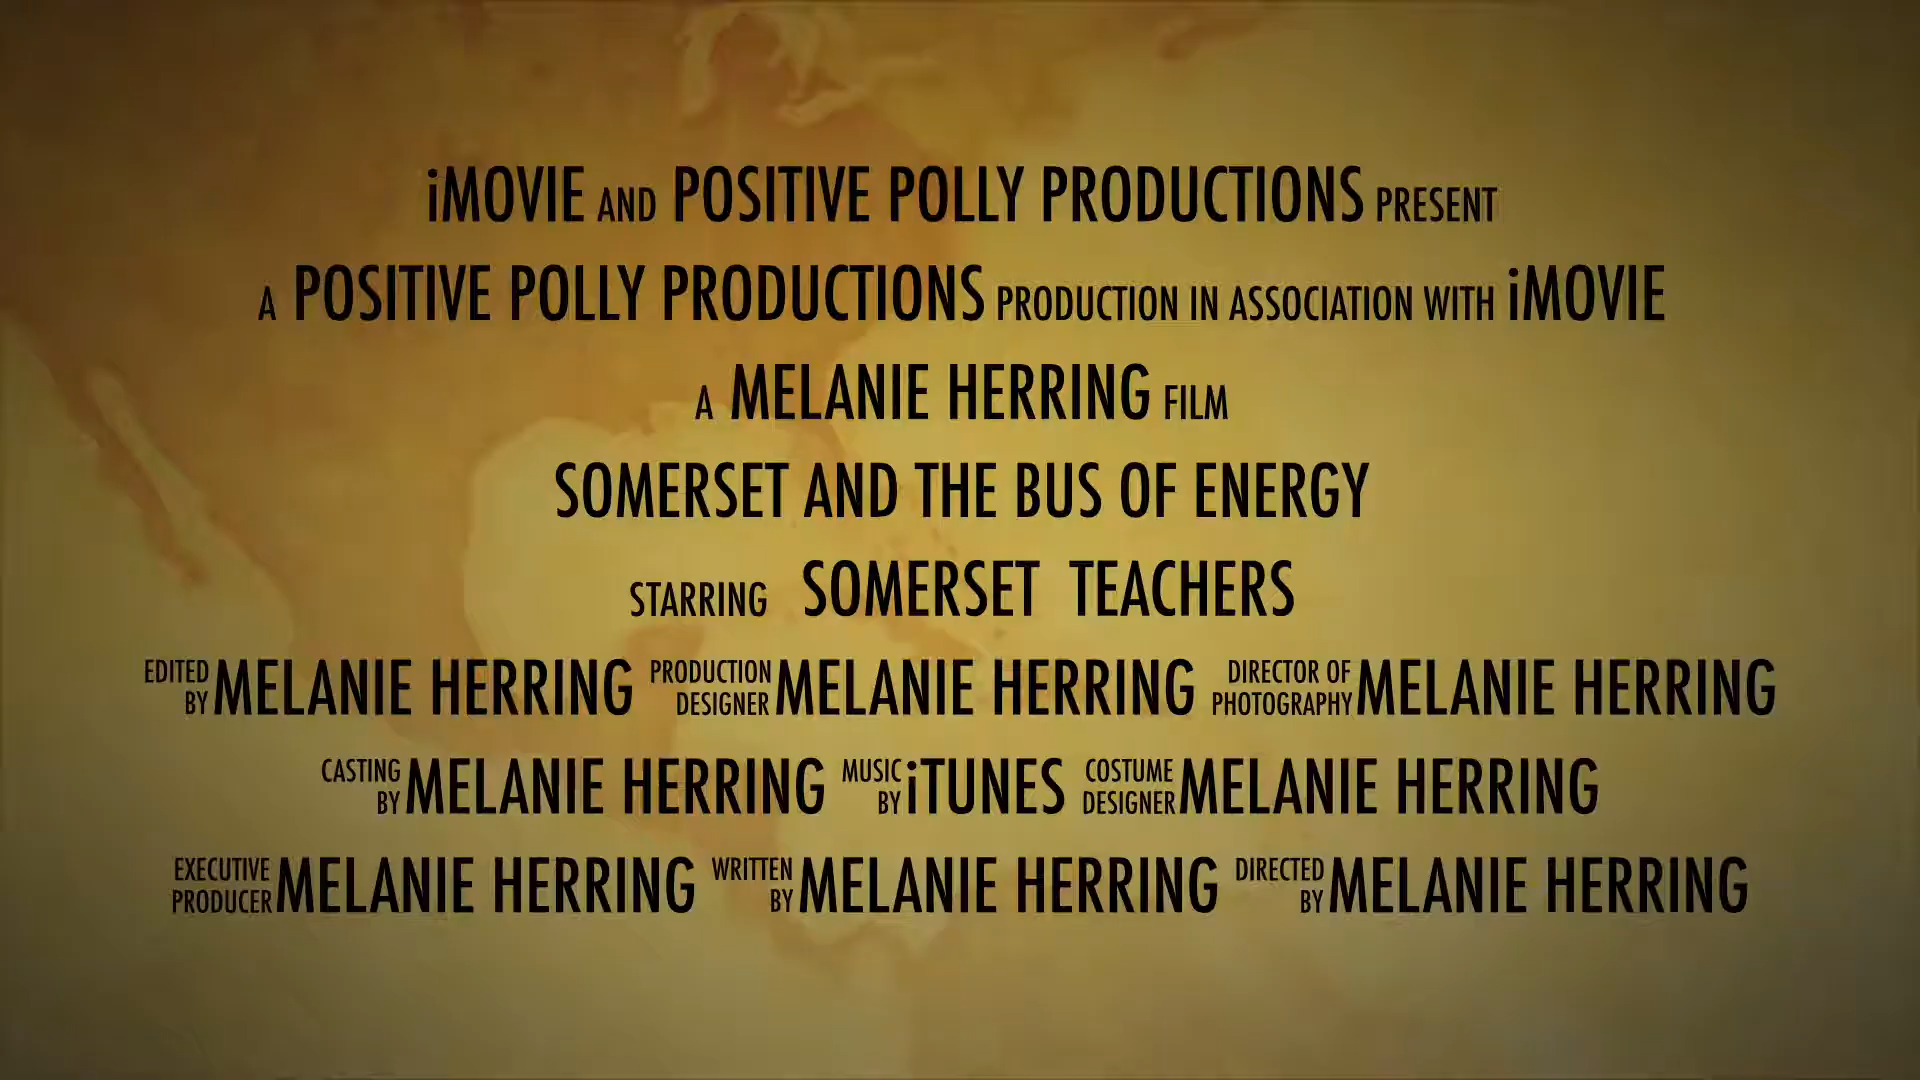 iMOVIE AND POSITIVE POLLY PRODUCTIONS PRESENT
A POSITIVE POLLY PRODUCTIONS PRODUCTION IN ASSOCIATION WITH iMOVIE
A MELANIE HERRING FILM
SOMERSET AND THE BUS OF ENERGY
STARRING SOMERSET TEACHERS
EDITED BY MELANIE HERRING PRODUCTION DESIGNER MELANIE HERRING DIRECTOR OF PHOTOGRAPHY MELANIE HERRING
CASTING BY MELANIE HERRING MUSIC BY iTUNES COSTUME DESIGNER MELANIE HERRING
EXECUTIVE PRODUCER MELANIE HERRING WRITTEN BY MELANIE HERRING DIRECTED BY MELANIE HERRING